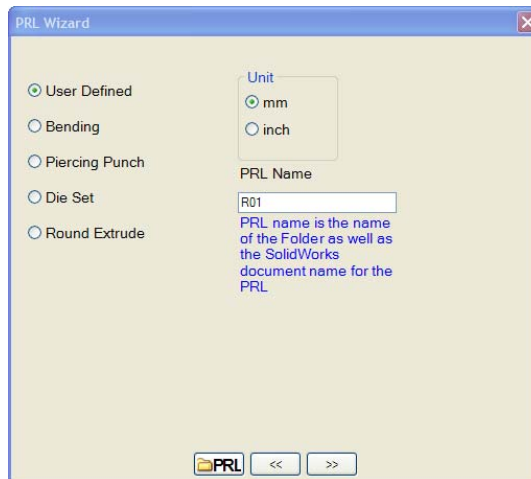 PRL Wizard
User Defined
Bending
Piercing Punch
Die Set
Round Extrude
Unit
mm
inch
PRL Name
R01
PRL name is the name
of the Folder as well as
the SolidWorks
document name for the
PRL
PRL
<<
>>